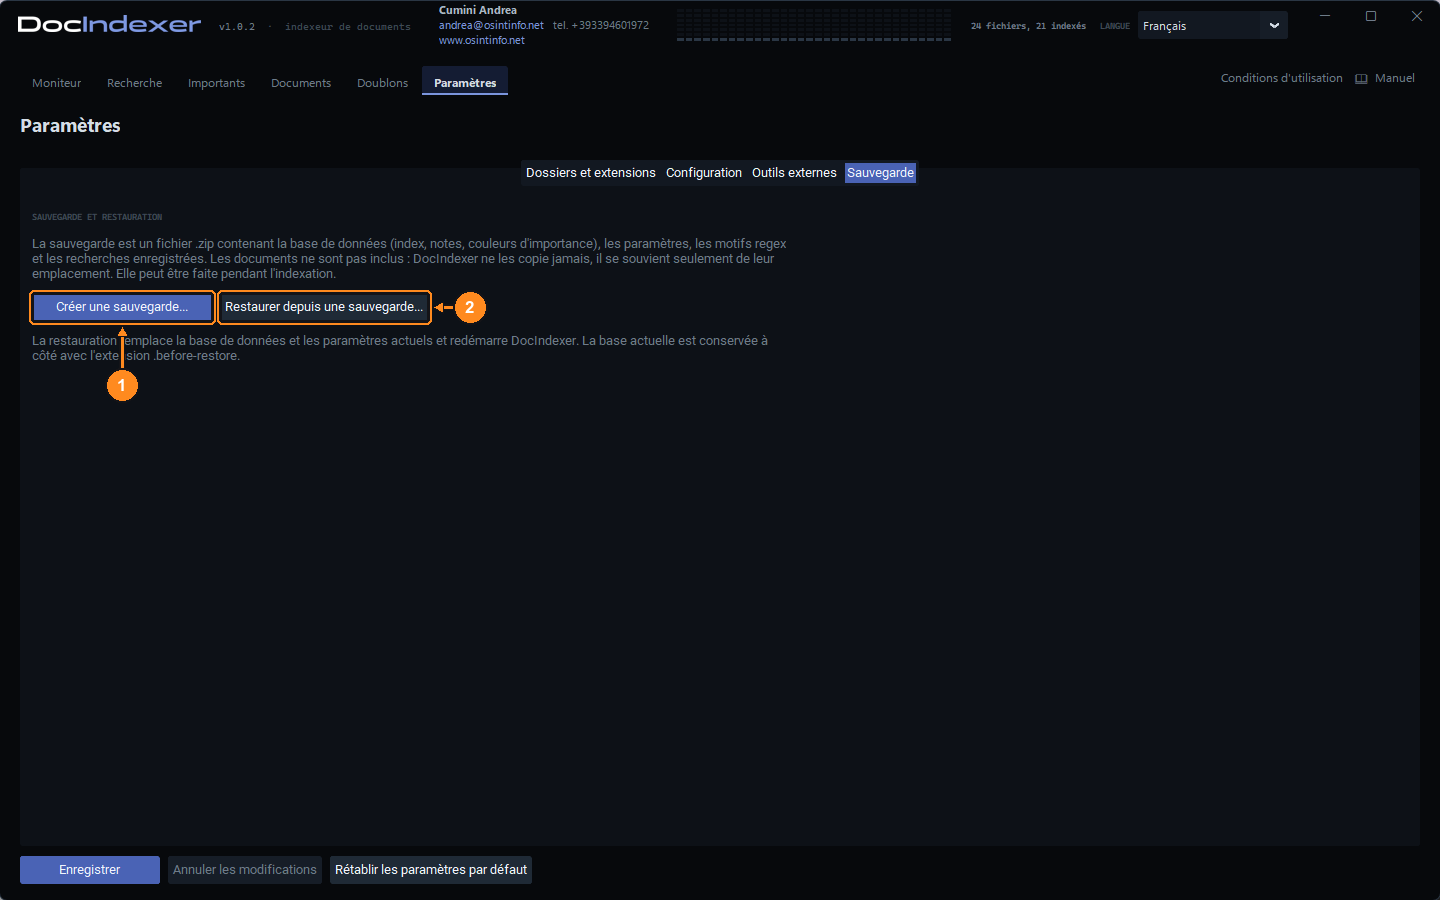 DocIndexer v1.0.2 · indexeur de documents
Cumini Andrea
andrea@osintinfo.net tel. +393394601972
www.osintinfo.net
24 fichiers, 21 indexés LANGUE Français
Moniteur Recherche Importants Documents Doublons Paramètres
Conditions d'utilisation Manuel
Paramètres
Dossiers et extensions Configuration Outils externes Sauvegarde
SAUVEGARDE ET RESTAURATION
La sauvegarde est un fichier .zip contenant la base de données (index, notes, couleurs d'importance), les paramètres, les motifs regex
et les recherches enregistrées. Les documents ne sont pas inclus : DocIndexer ne les copie jamais, il se souvient seulement de leur
emplacement. Elle peut être faite pendant l'indexation.
Créer une sauvegarde... Restaurer depuis une sauvegarde... 2
La restauration remplace la base de données et les paramètres actuels et redémarre DocIndexer. La base actuelle est conservée à
côté avec l'extension .before-restore.
1
Enregistrer Annuler les modifications Rétablir les paramètres par défaut